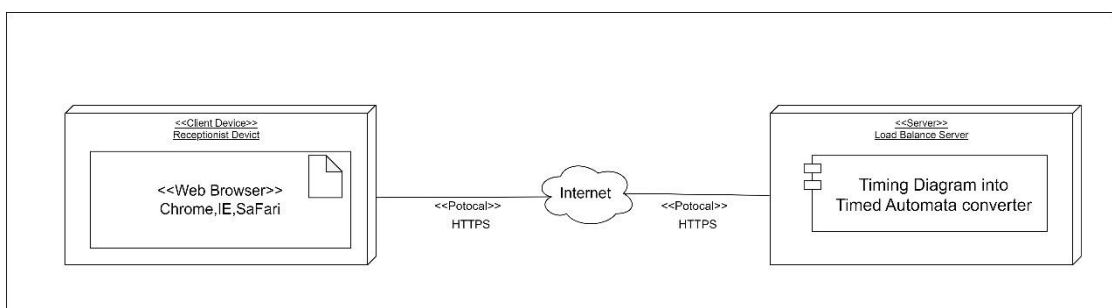 <<Client Device>>
Receptionist Devict
<<Web Browser>>
Chrome,IE,SaFari
<<Potocal>>
HTTPS
Internet
<<Potocal>>
HTTPS
<<Server>>
Load Balance Server
Timing Diagram into
Timed Automata converter